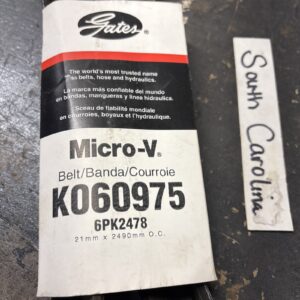 Gates®
The world's most trusted name
in belts, hose and hydraulics.
La marca más confiable del mundo
en bandas, mangueras y línea hidráulica.
Sceau de fiabilité mondiale
en courroies, boyaux et l'hydraulique.
Micro-V®
Belt/Banda/Courroie
K060975
6PK2478
21mm x 2490mm O.C.
South Carolina